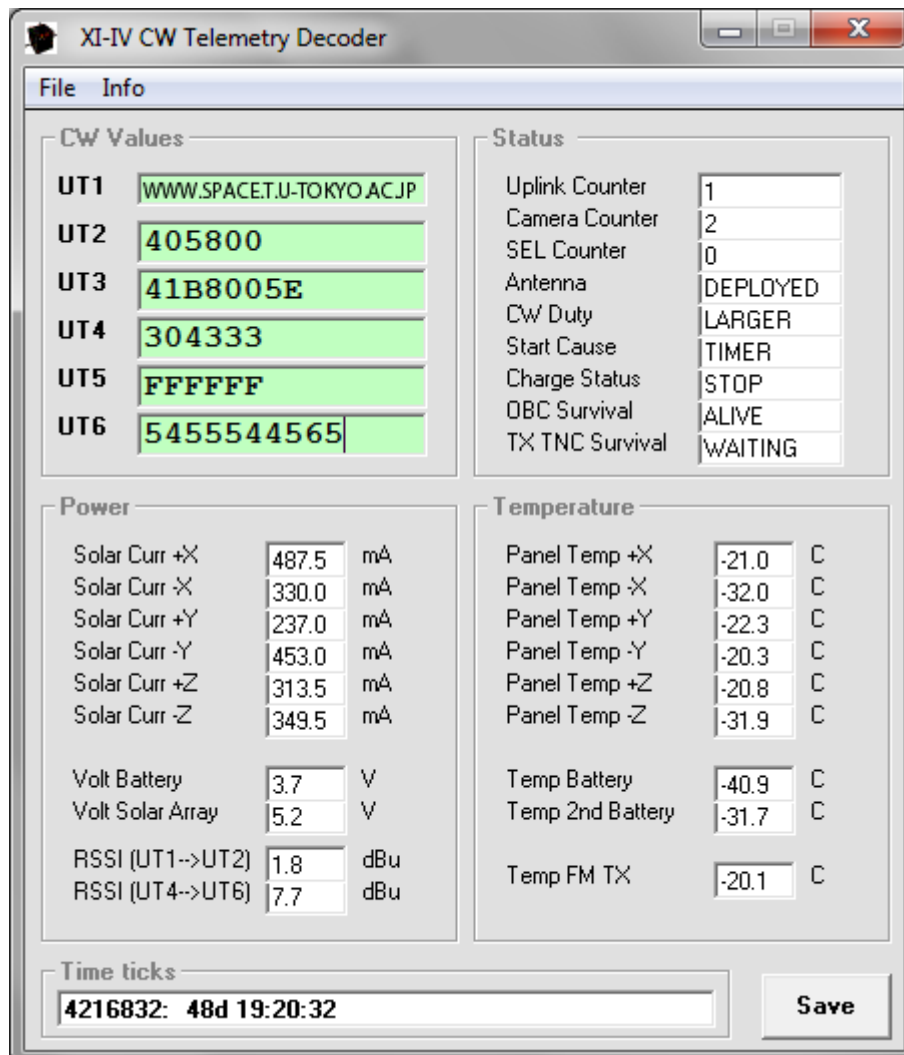 XI-IV CW Telemetry Decoder
File Info
CW Values
UT1 WWW.SPACE.T.U-TOKYO.AC.JP
UT2 405800
UT3 41B8005E
UT4 304333
UT5 FFFFFF
UT6 5455544565
Status
Uplink Counter 1
Camera Counter 2
SEL Counter 0
Antenna DEPLOYED
CW Duty LARGER
Start Cause TIMER
Charge Status STOP
OBC Survival ALIVE
TX TNC Survival WAITING
Power
Solar Curr +X 487.5 mA
Solar Curr -X 330.0 mA
Solar Curr +Y 237.0 mA
Solar Curr -Y 453.0 mA
Solar Curr +Z 313.5 mA
Solar Curr -Z 349.5 mA
Volt Battery 3.7 V
Volt Solar Array 5.2 V
RSSI (UT1-->UT2) 1.8 dBu
RSSI (UT4-->UT6) 7.7 dBu
Temperature
Panel Temp +X -21.0 C
Panel Temp -X -32.0 C
Panel Temp +Y -22.3 C
Panel Temp -Y -20.3 C
Panel Temp +Z -20.8 C
Panel Temp -Z -31.9 C
Temp Battery -40.9 C
Temp 2nd Battery -31.7 C
Temp FM TX -20.1 C
Time ticks
4216832: 48d 19:20:32
Save